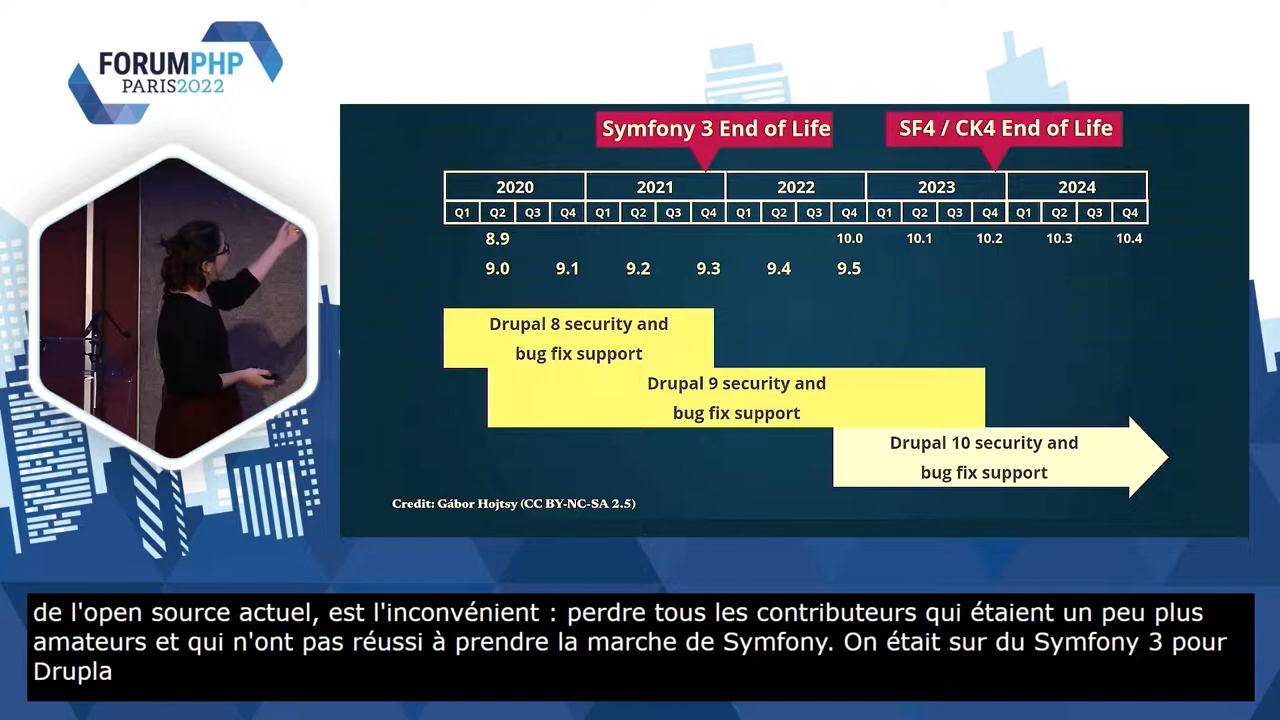 FORUMPHP
PARIS2022
Symfony 3 End of Life
SF4 / CK4 End of Life
2020 2021 2022 2023 2024
Q1 Q2 Q3 Q4 Q1 Q2 Q3 Q4 Q1 Q2 Q3 Q4 Q1 Q2 Q3 Q4 Q1 Q2 Q3 Q4
8.9 10.0 10.1 10.2 10.3 10.4
9.0 9.1 9.2 9.3 9.4 9.5
Drupal 8 security and
bug fix support
Drupal 9 security and
bug fix support
Drupal 10 security and
bug fix support
Credit: Gábor Hojtsy (CC BY-NC-SA 2.5)
de l'open source actuel, est l'inconvénient : perdre tous les contributeurs qui étaient un peu plus
amateurs et qui n'ont pas réussi à prendre la marche de Symfony. On était sur du Symfony 3 pour
Drupla